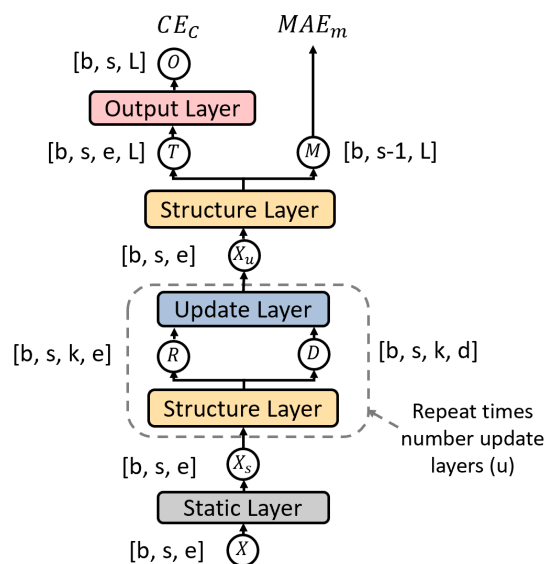 CE_C MAE_m
[b, s, L] O
Output Layer
[b, s, e, L] T M [b, s-1, L]
Structure Layer
[b, s, e] X_u
Update Layer
[b, s, k, e] R D [b, s, k, d]
Structure Layer
Repeat times
number update
layers (u)
[b, s, e] X_s
Static Layer
[b, s, e] X